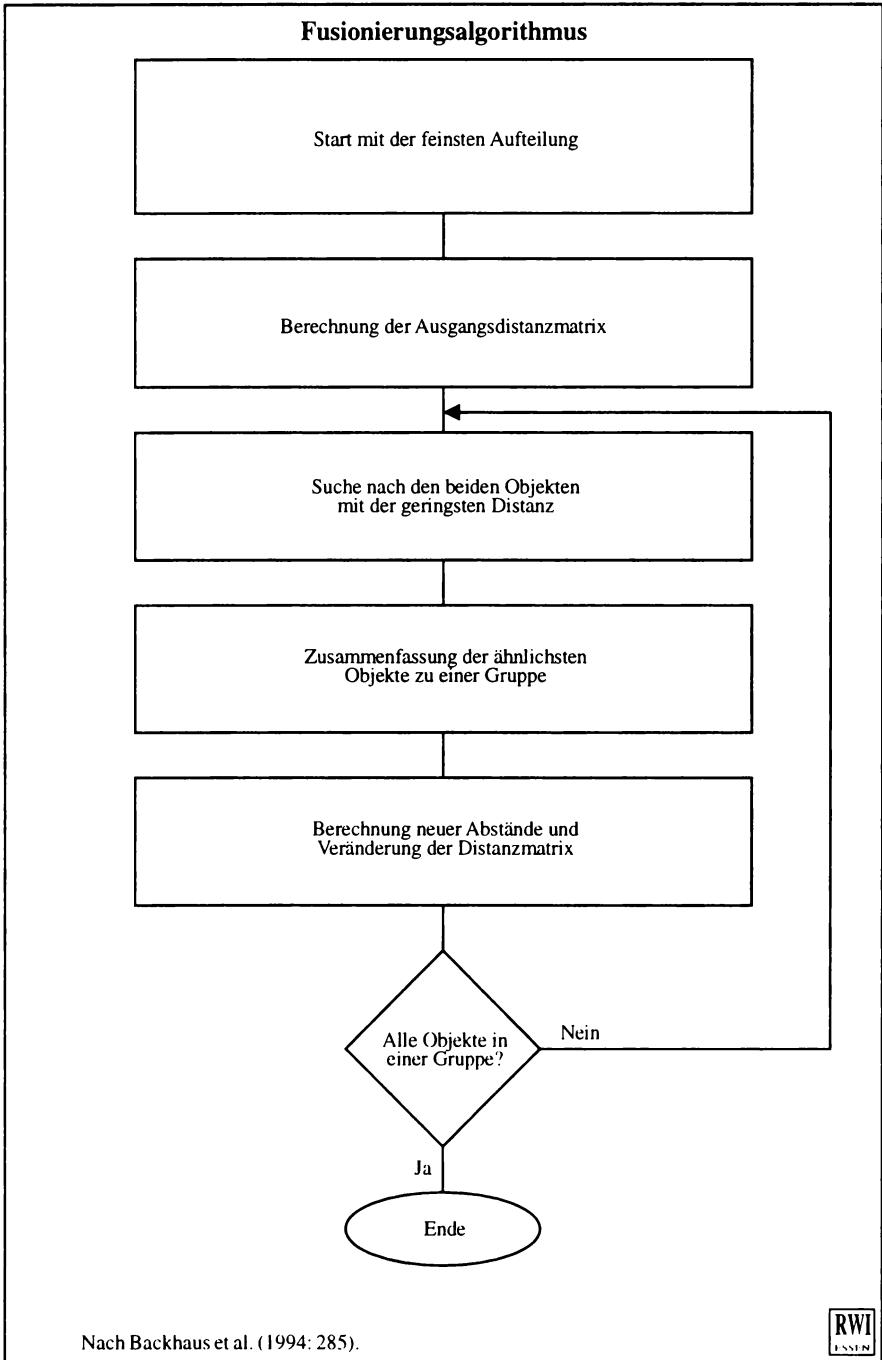 Fusionierungsalgorithmus
Start mit der feinsten Aufteilung
Berechnung der Ausgangsdistanzmatrix
Suche nach den beiden Objekten
mit der geringsten Distanz
Zusammenfassung der ähnlichsten
Objekte zu einer Gruppe
Berechnung neuer Abstände und
Veränderung der Distanzmatrix
Alle Objekte in
einer Gruppe?
Nein
Ja
Ende
Nach Backhaus et al. (1994: 285).
RWI
ESSEN